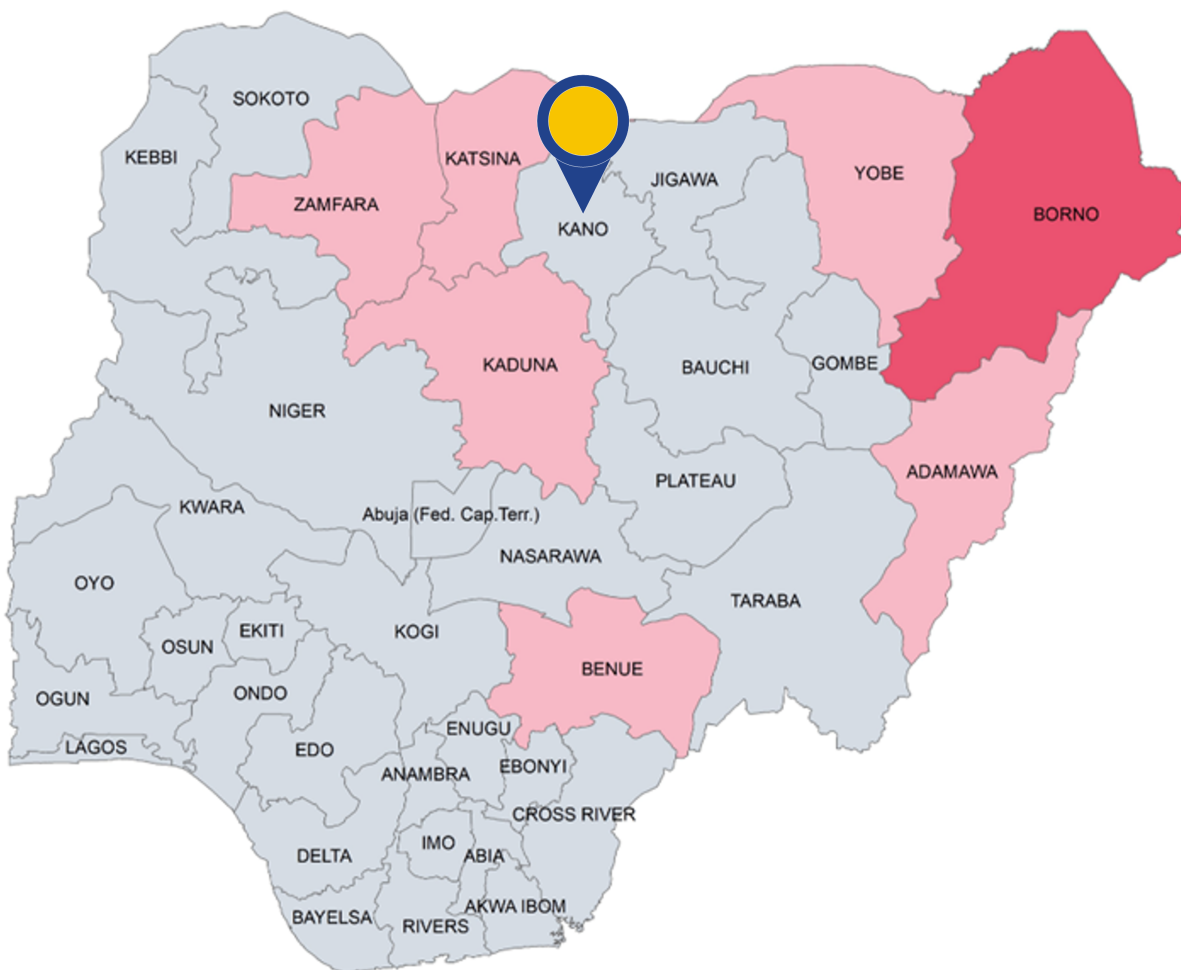 SOKOTO
KEBBI
KATSINA
ZAMFARA
JIGAWA
YOBE
BORNO
KANO
KADUNA
BAUCHI
GOMBE
NIGER
ADAMAWA
PLATEAU
KWARA
Abuja (Fed. Cap.Terr.)
NASARAWA
OYO
TARABA
EKITI
KOGI
OSUN
BENUE
OGUN
ONDO
ENUGU
LAGOS
EDO
EBONYI
ANAMBRA
CROSS RIVER
IMO
DELTA
ABIA
AKWA IBOM
BAYELSA
RIVERS